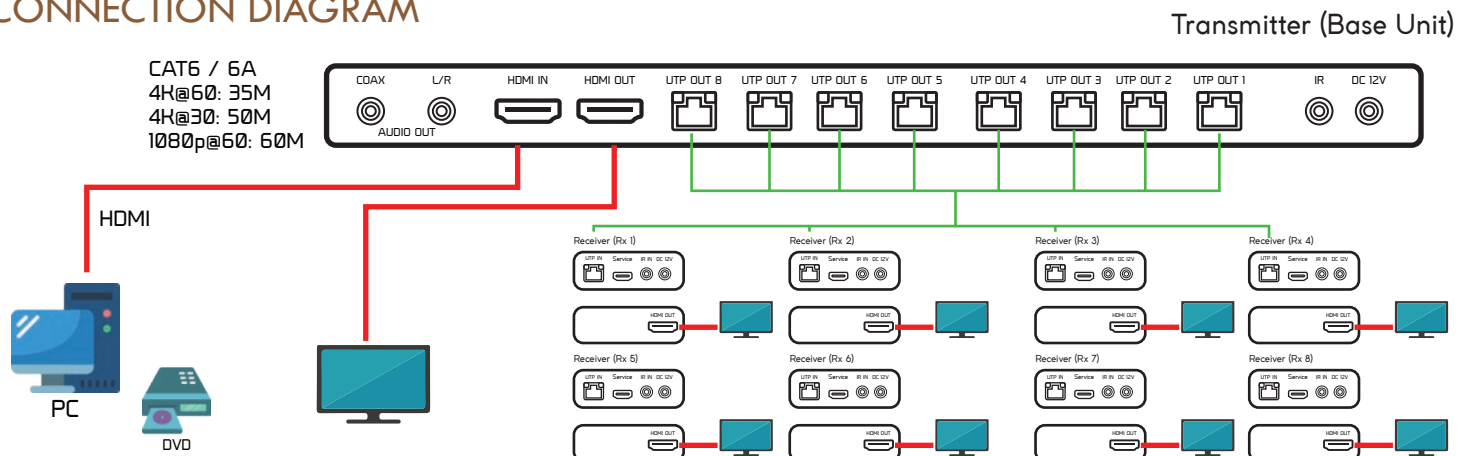 CONNECTION DIAGRAM
Transmitter (Base Unit)
CAT6 / 6A
4K@60: 35M
4K@30: 50M
1080p@60: 60M
COAX L/R HDMI IN HDMI OUT UTP OUT 8 UTP OUT 7 UTP OUT 6 UTP OUT 5 UTP OUT 4 UTP OUT 3 UTP OUT 2 UTP OUT 1 IR DC 12V
AUDIO OUT
HDMI
Receiver (Rx 1) Receiver (Rx 2) Receiver (Rx 3) Receiver (Rx 4)
UTP IN Service IR IN DC 12V UTP IN Service IR IN DC 12V UTP IN Service IR IN DC 12V UTP IN Service IR IN DC 12V
HDMI OUT HDMI OUT HDMI OUT HDMI OUT
Receiver (Rx 5) Receiver (Rx 6) Receiver (Rx 7) Receiver (Rx 8)
UTP IN Service IR IN DC 12V UTP IN Service IR IN DC 12V UTP IN Service IR IN DC 12V UTP IN Service IR IN DC 12V
HDMI OUT HDMI OUT HDMI OUT HDMI OUT
PC
DVD